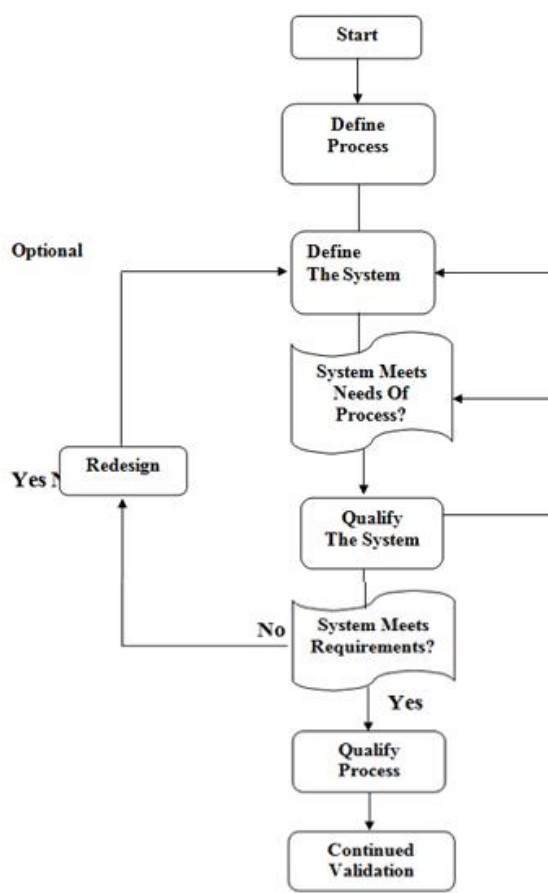 Start
Define
Process
Optional
Define
The System
System Meets
Needs Of
Process?
Redesign
Yes N
Qualify
The System
No
System Meets
Requirements?
Yes
Qualify
Process
Continued
Validation